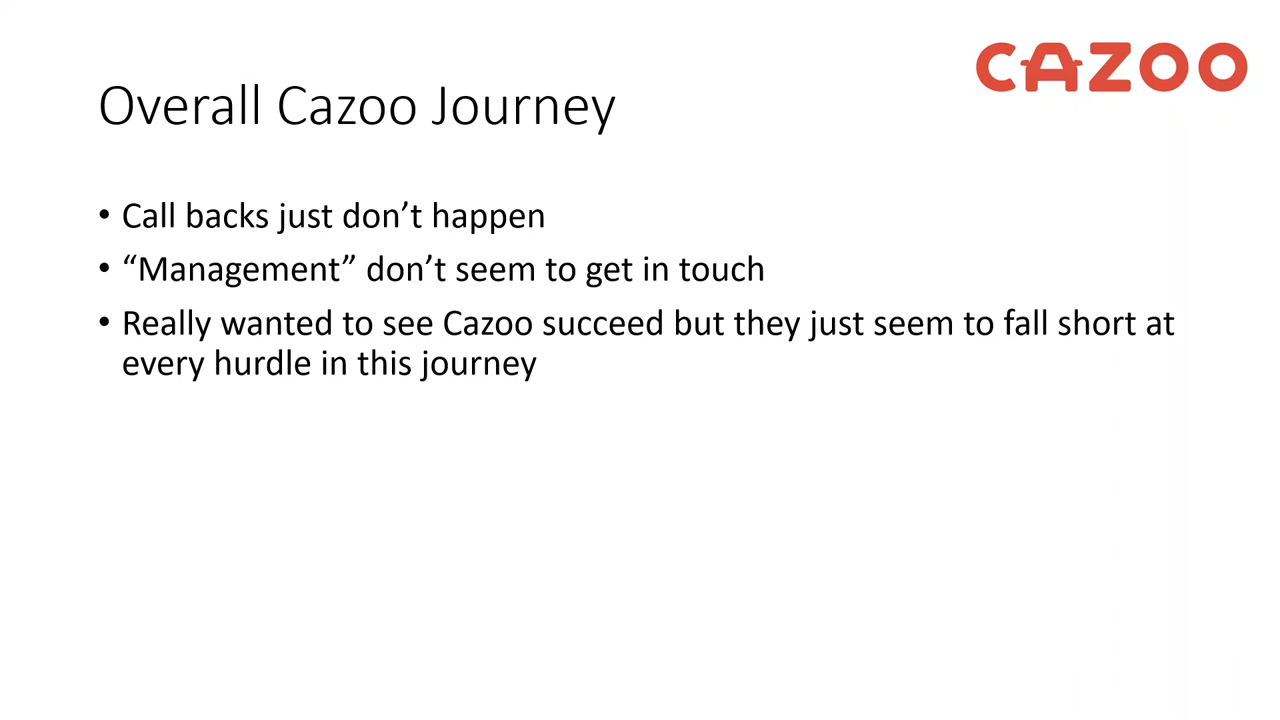 CAZOO
Overall Cazoo Journey
• Call backs just don’t happen
• “Management” don’t seem to get in touch
• Really wanted to see Cazoo succeed but they just seem to fall short at
every hurdle in this journey